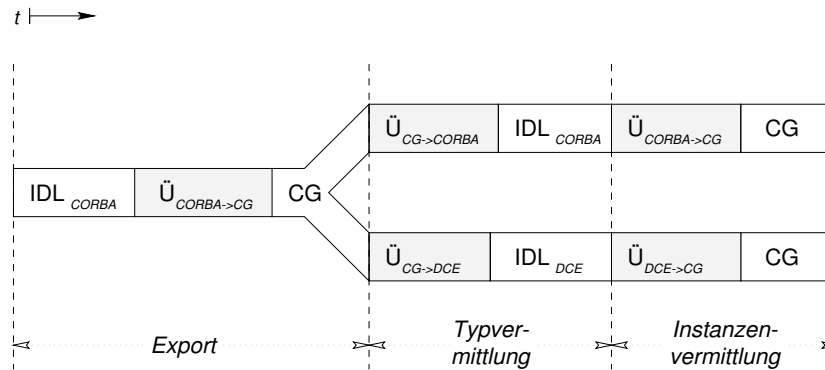 t
Ü CG->CORBA IDL CORBA Ü CORBA->CG CG
IDL CORBA Ü CORBA->CG CG
Ü CG->DCE IDL DCE Ü DCE->CG CG
Export
Typver-
mittlung
Instanzen-
vermittlung